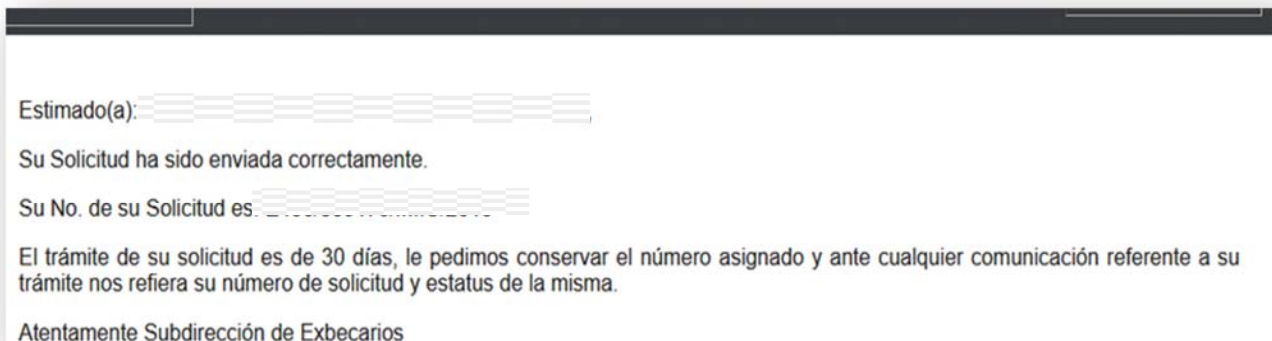 Estimado(a):
Su Solicitud ha sido enviada correctamente.
Su No. de su Solicitud es:
El trámite de su solicitud es de 30 días, le pedimos conservar el número asignado y ante cualquier comunicación referente a su
trámite nos refiera su número de solicitud y estatus de la misma.
Atentamente Subdirección de Exbecarios